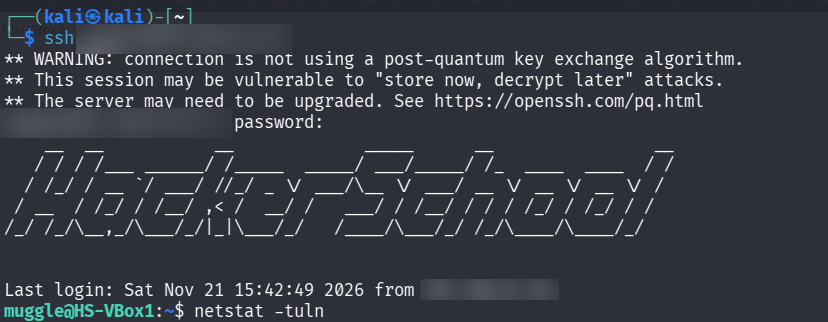 ┌──(kali㉿kali)-[~]
└─$ ssh
** WARNING: connection is not using a post-quantum key exchange algorithm.
** This session may be vulnerable to "store now, decrypt later" attacks.
** The server may need to be upgraded. See https://openssh.com/pq.html
password:
HackerSchool
Last login: Sat Nov 21 15:42:49 2026 from
muggle@HS-VBox1:~$ netstat -tuln